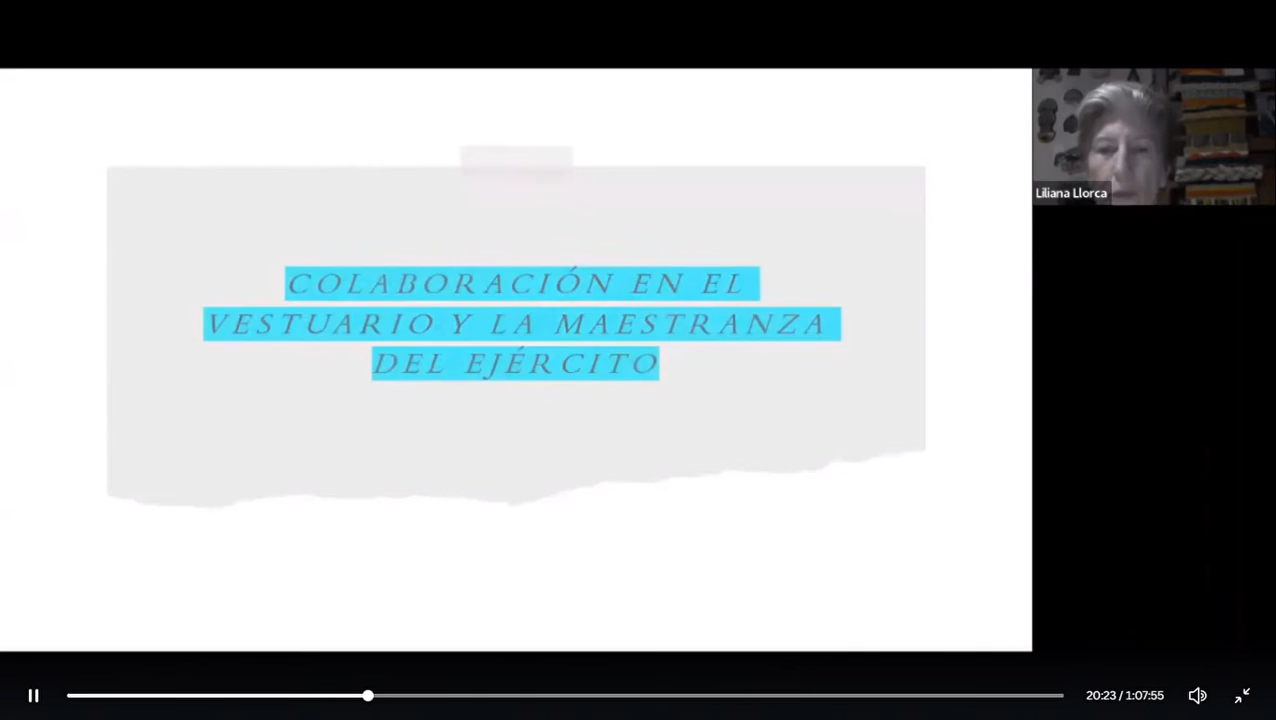 COLABORACIÓN EN EL
VESTUARIO Y LA MAESTRANZA
DEL EJÉRCITO
Liliana Llorca
20:23 / 1:07:55